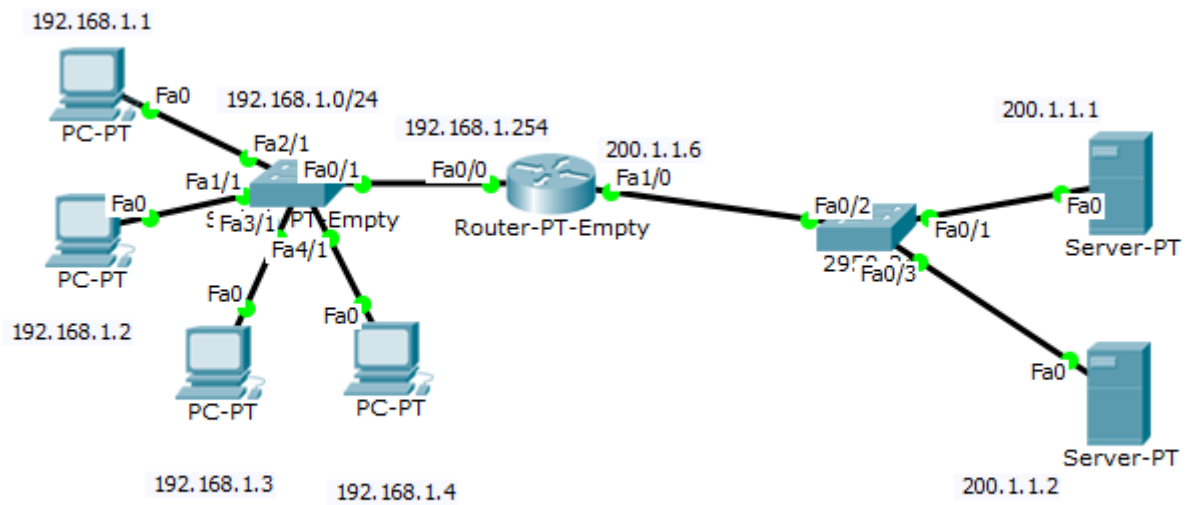 192.168.1.1
Fa0
PC-PT
192.168.1.0/24
Fa2/1
192.168.1.254
200.1.1.1
200.1.1.6
Fa0/1
Fa0/0
Fa1/0
Fa1/1
Fa0
Fa3/1
PT-Empty
Router-PT-Empty
Fa0/2
Fa0/1
Fa0
Server-PT
Fa4/1
Fa0/3
PC-PT
192.168.1.2
Fa0
Fa0
PC-PT
PC-PT
Fa0
Server-PT
192.168.1.3
192.168.1.4
200.1.1.2